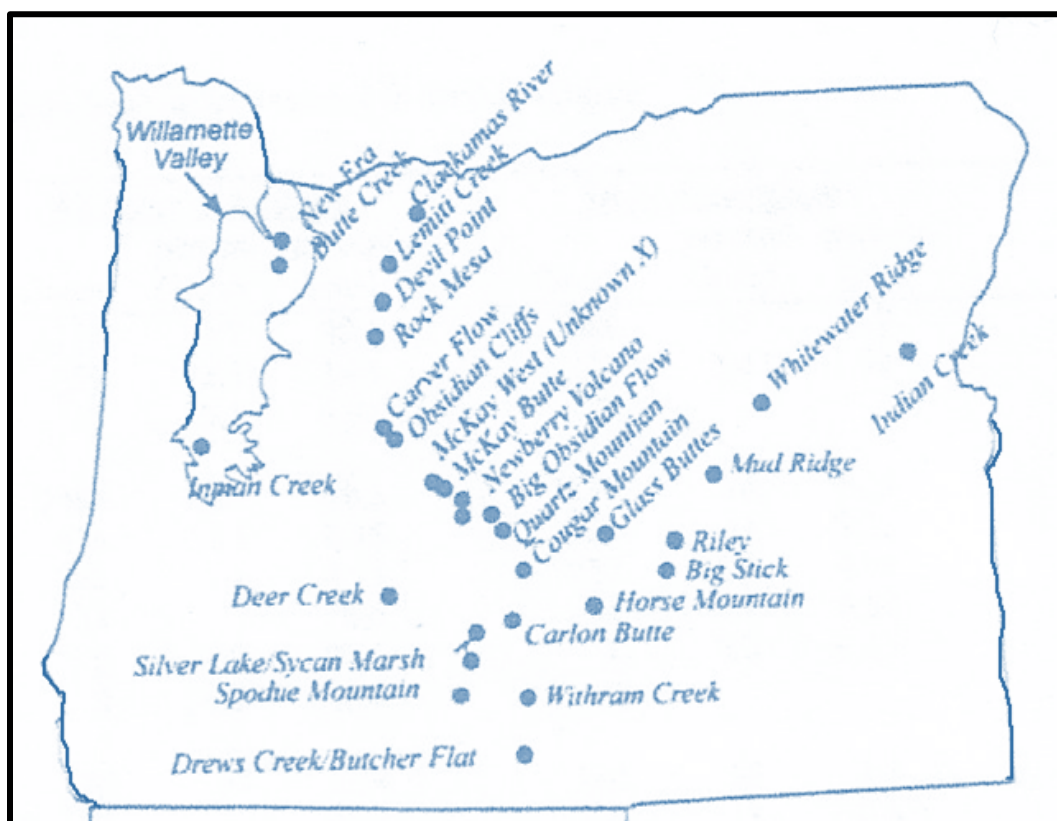 Willamette
Valley
New Era
Butte Creek
Clackamas River
Lemiti Creek
Devil Point
Rock Mesa
Carver Flow
Obsidian Cliffs
McKay West (Unknown X)
McKay Butte
Newberry Volcano
Big Obsidian Flow
Quartz Mountian
Cougar Mountain
Glass Buttes
Whitewater Ridge
Indian Creek
Inman Creek
Mud Ridge
Riley
Big Stick
Horse Mountain
Deer Creek
Carlon Butte
Silver Lake/Sycan Marsh
Spodue Mountain
Withram Creek
Drews Creek/Butcher Flat